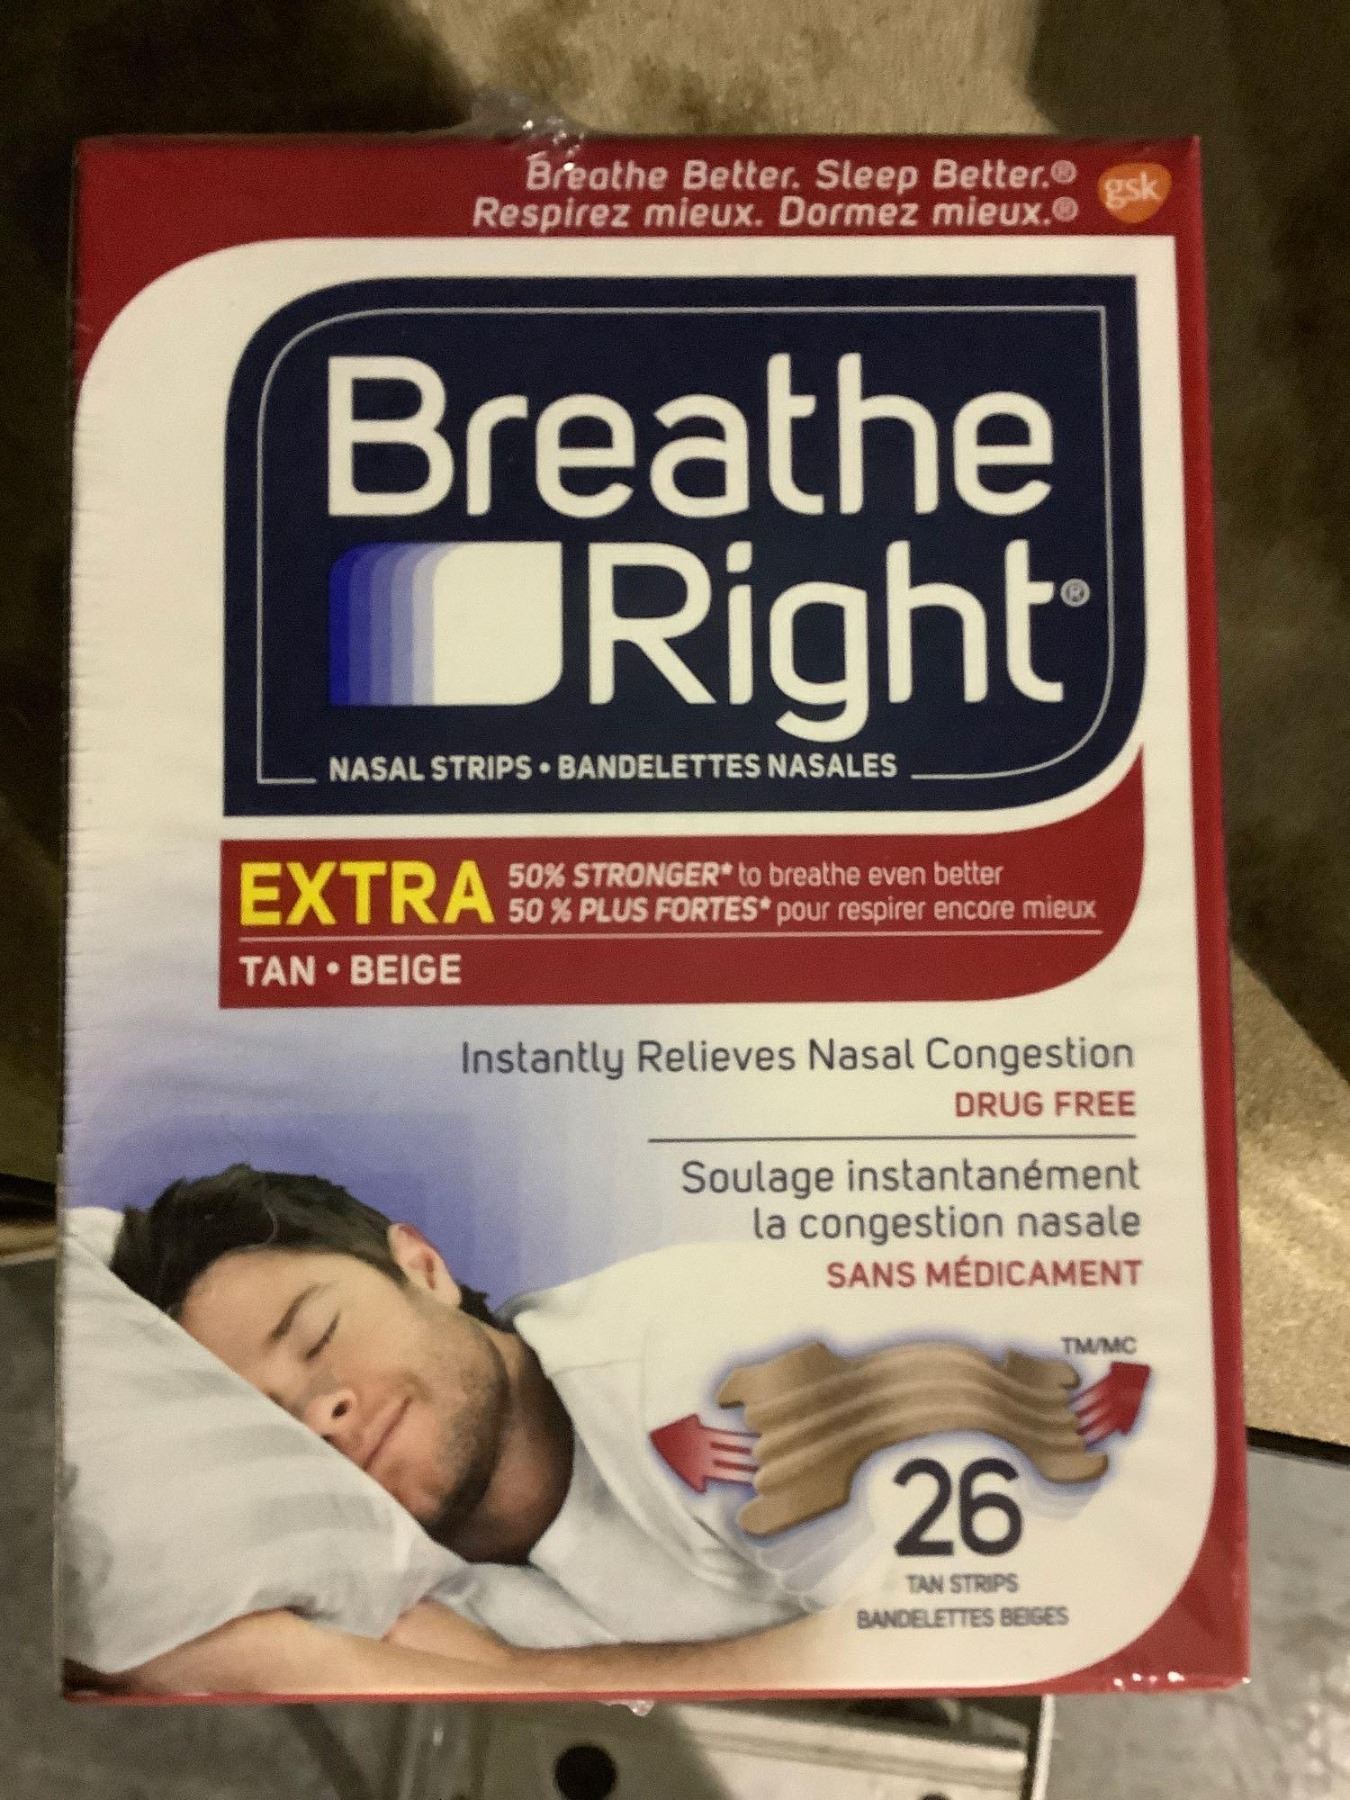 Breathe Better. Sleep Better.®
Respirez mieux. Dormez mieux.®
gsk
Breathe
Right®
NASAL STRIPS • BANDELETTES NASALES
EXTRA
50% STRONGER* to breathe even better
50 % PLUS FORTES* pour respirer encore mieux
TAN • BEIGE
Instantly Relieves Nasal Congestion
DRUG FREE
Soulage instantanément
la congestion nasale
SANS MÉDICAMENT
TM/MC
26
TAN STRIPS
BANDELETTES BEIGES